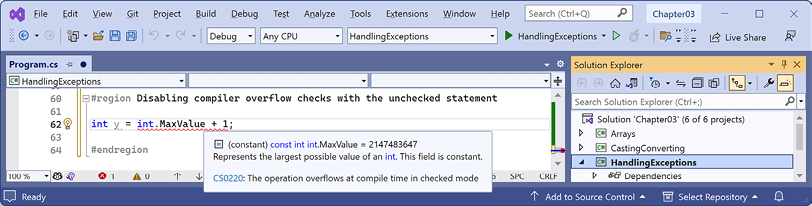 File Edit View Git Project Build Debug Test Analyze Tools Extensions Window Help Search (Ctrl+Q) Chapter03
Debug Any CPU HandlingExceptions HandlingExceptions Live Share
Program.cs Solution Explorer
HandlingExceptions
Search Solution Explorer (Ctrl+;)
60 #region Disabling compiler overflow checks with the unchecked statement
Solution 'Chapter03' (6 of 6 projects)
61
Arrays
62 int y = int.MaxValue + 1;
CastingConverting
63
(constant) const int int.MaxValue = 2147483647
64 #endregion
Represents the largest possible value of an int. This field is constant.
HandlingExceptions
CS0220: The operation overflows at compile time in checked mode
Dependencies
100 % 1 0 SPC CRLF
Ready Add to Source Control Select Repository